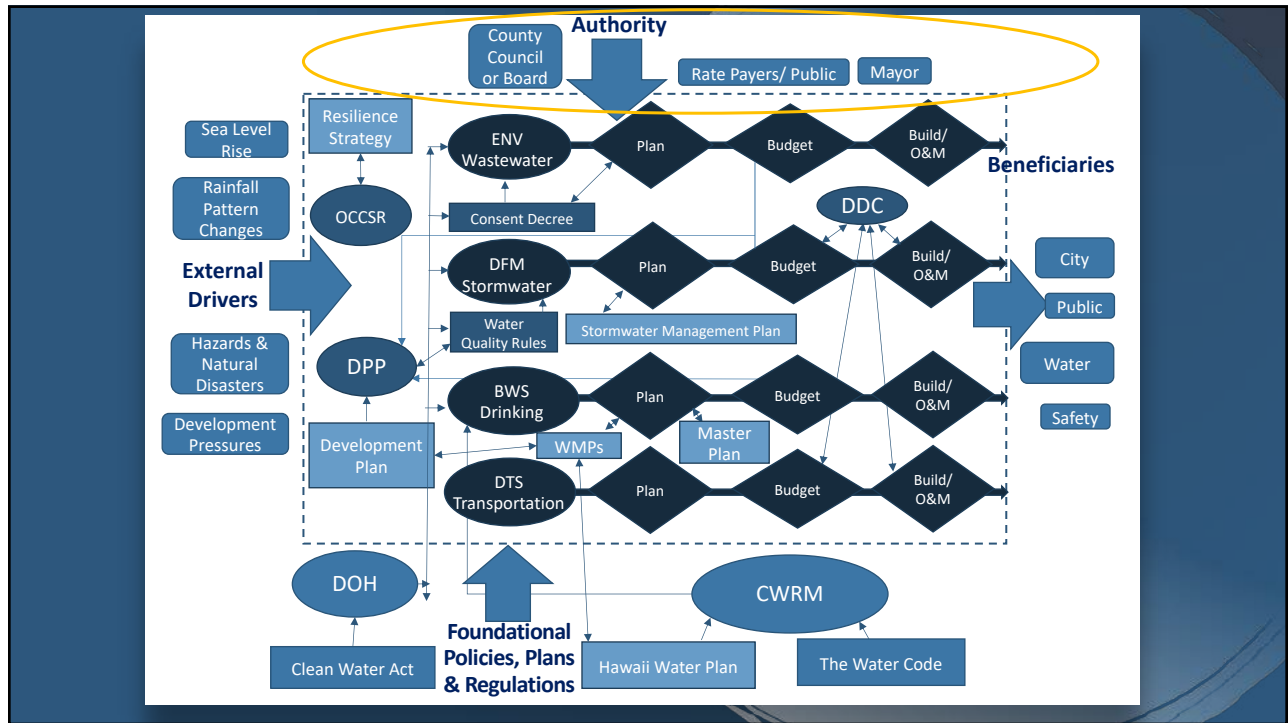 Authority
County
Council
or Board
Rate Payers/ Public
Mayor
Resilience
Strategy
Sea Level
Rise
ENV
Wastewater
Plan
Budget
Build/
O&M
Beneficiaries
Rainfall
Pattern
Changes
OCCSR
Consent Decree
DDC
External
Drivers
DFM
Stormwater
Plan
Budget
Build/
O&M
City
Public
Water
Quality Rules
Stormwater Management Plan
Hazards &
Natural
Disasters
DPP
Water
BWS
Drinking
Plan
Budget
Build/
O&M
Safety
Development
Pressures
Development
Plan
WMPs
Master
Plan
DTS
Transportation
Plan
Budget
Build/
O&M
DOH
CWRM
Foundational
Policies, Plans
& Regulations
Clean Water Act
Hawaii Water Plan
The Water Code